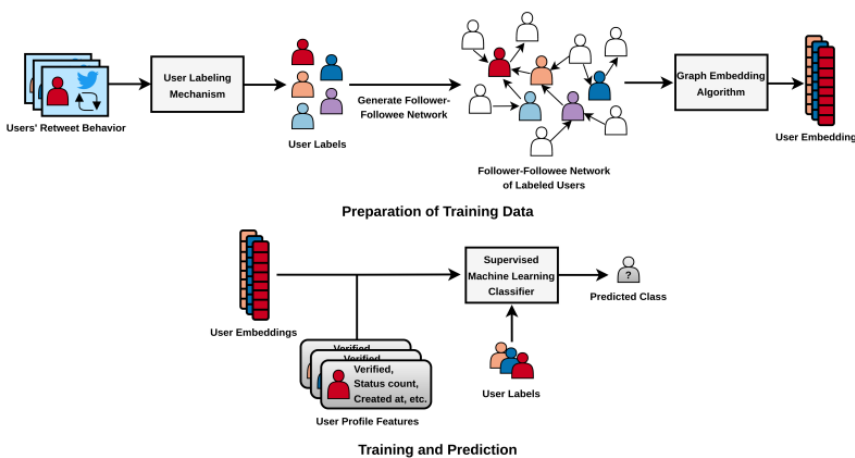 Users' Retweet Behavior
User Labeling
Mechanism
User Labels
Generate Follower-
Followee Network
Follower-Followee Network
of Labeled Users
Graph Embedding
Algorithm
User Embedding
Preparation of Training Data
User Embeddings
Verified,
Verified,
Verified,
Status count,
Created at, etc.
User Profile Features
Supervised
Machine Learning
Classifier
User Labels
?
Predicted Class
Training and Prediction